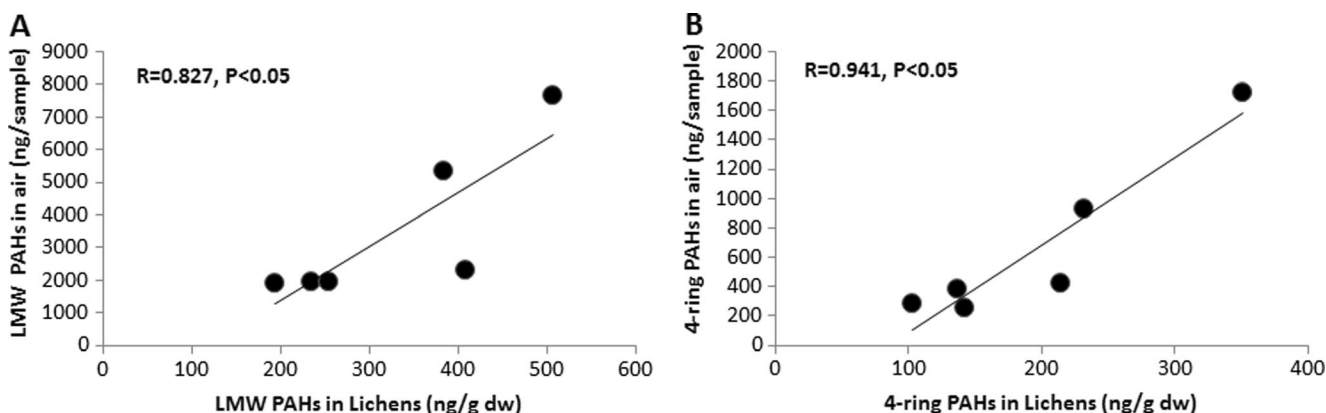 A
LMW PAHs in air (ng/sample)
9000
8000
7000
6000
5000
4000
3000
2000
1000
0
R=0.827, P<0.05
0 100 200 300 400 500 600
LMW PAHs in Lichens (ng/g dw)
B
4-ring PAHs in air (ng/sample)
2000
1800
1600
1400
1200
1000
800
600
400
200
0
R=0.941, P<0.05
0 100 200 300 400
4-ring PAHs in Lichens (ng/g dw)